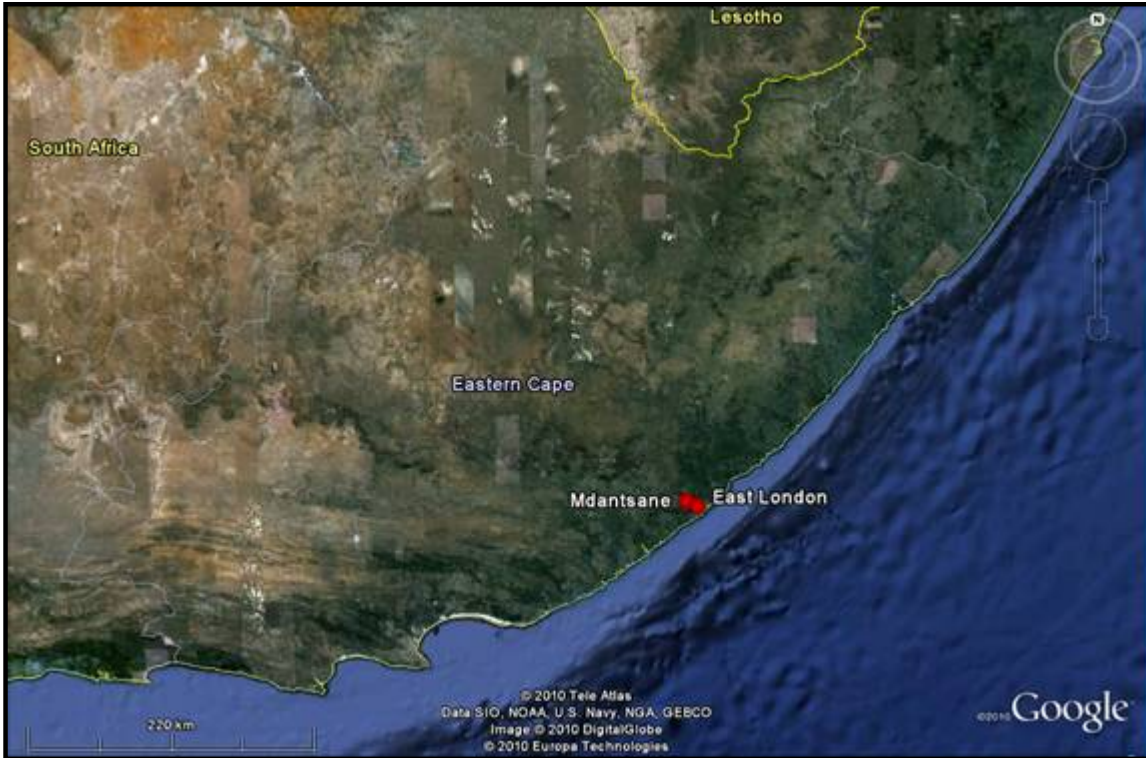 Lesotho
N
South Africa
Eastern Cape
Mdantsane
East London
220 km
© 2010 Tele Atlas
Data SIO, NOAA, U.S. Navy, NGA, GEBCO
Image © 2010 DigitalGlobe
© 2010 Europa Technologies
©2010 Google